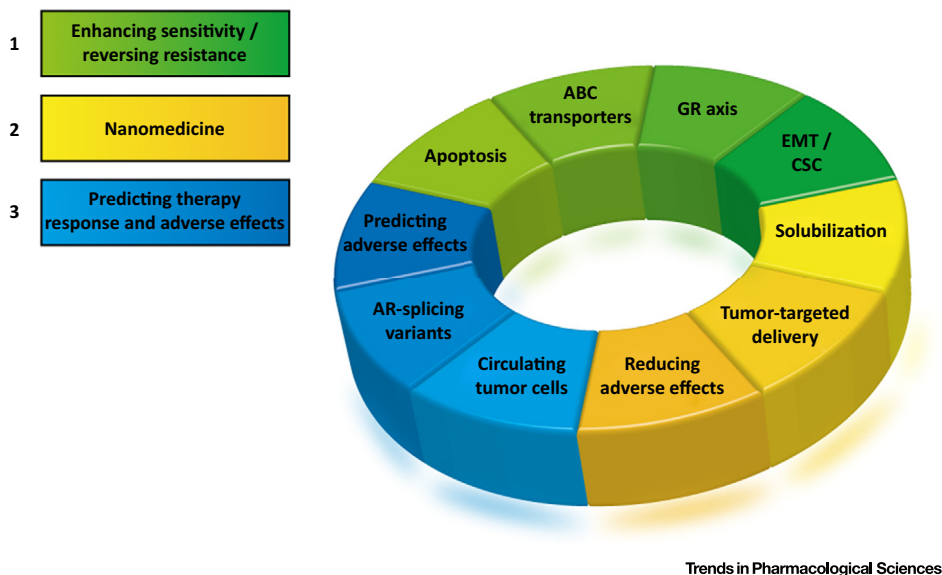 1
Enhancing sensitivity /
reversing resistance
2
Nanomedicine
3
Predicting therapy
response and adverse effects
Apoptosis
ABC
transporters
GR axis
EMT /
CSC
Solubilization
Tumor-targeted
delivery
Reducing
adverse effects
Circulating
tumor cells
AR-splicing
variants
Predicting
adverse effects
Trends in Pharmacological Sciences